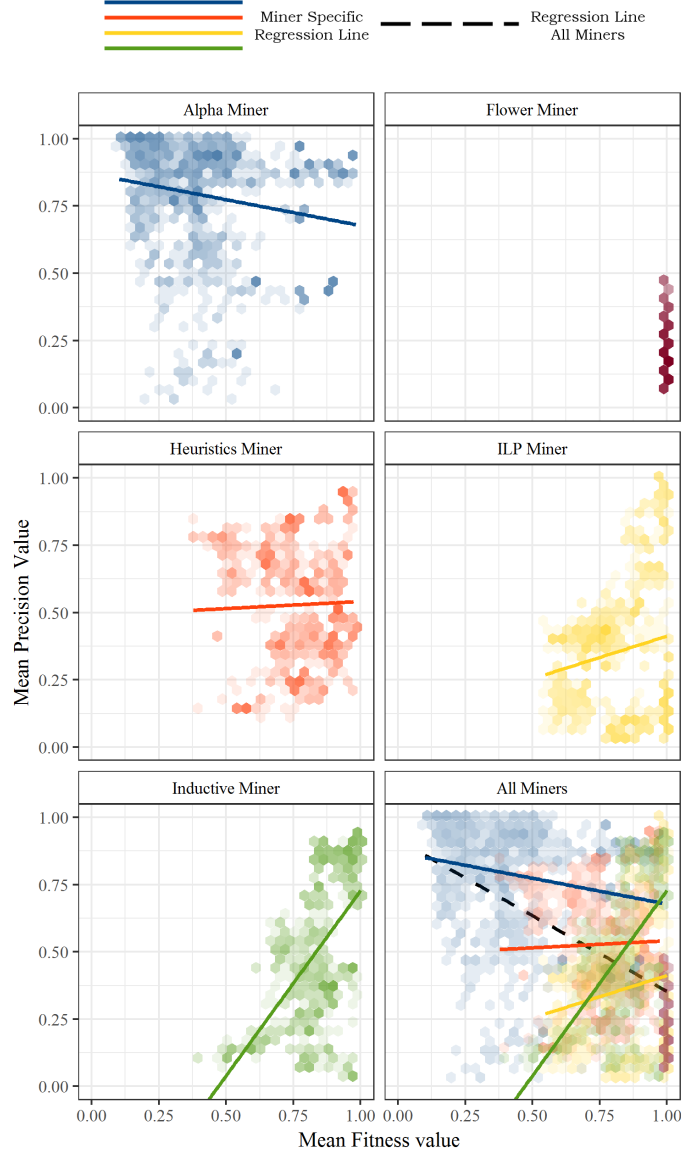 Miner Specific
Regression Line
Regression Line
All Miners
Alpha Miner
Flower Miner
1.00
0.75
0.50
0.25
0.00
Heuristics Miner
ILP Miner
1.00
0.75
0.50
0.25
0.00
Mean Precision Value
Inductive Miner
All Miners
1.00
0.75
0.50
0.25
0.00
0.00 0.25 0.50 0.75 1.00
0.00 0.25 0.50 0.75 1.00
Mean Fitness value